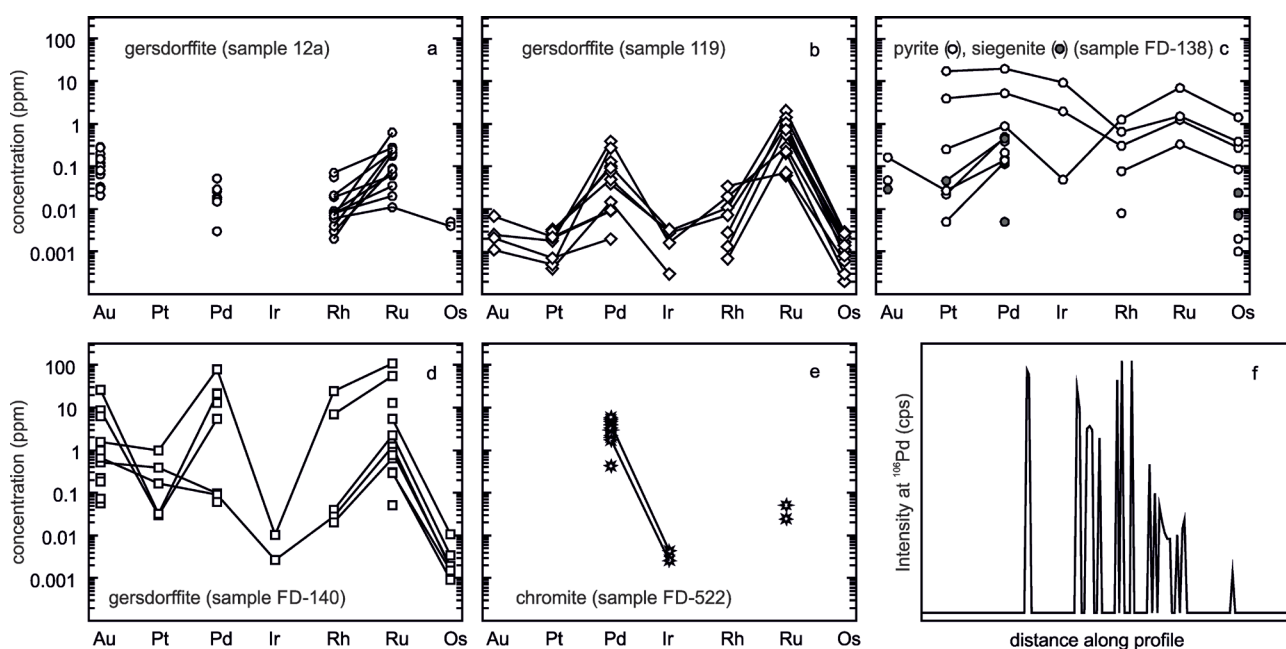 gersdorffite (sample 12a) a
gersdorffite (sample 119) b
pyrite (○), siegenite (●) (sample FD-138) c
concentration (ppm)
100
10
1
0.1
0.01
0.001
Au Pt Pd Ir Rh Ru Os
Au Pt Pd Ir Rh Ru Os
Au Pt Pd Ir Rh Ru Os
gersdorffite (sample FD-140) d
chromite (sample FD-522) e
f
concentration (ppm)
100
10
1
0.1
0.01
0.001
Intensity at ¹⁰⁶Pd (cps)
Au Pt Pd Ir Rh Ru Os
Au Pt Pd Ir Rh Ru Os
distance along profile